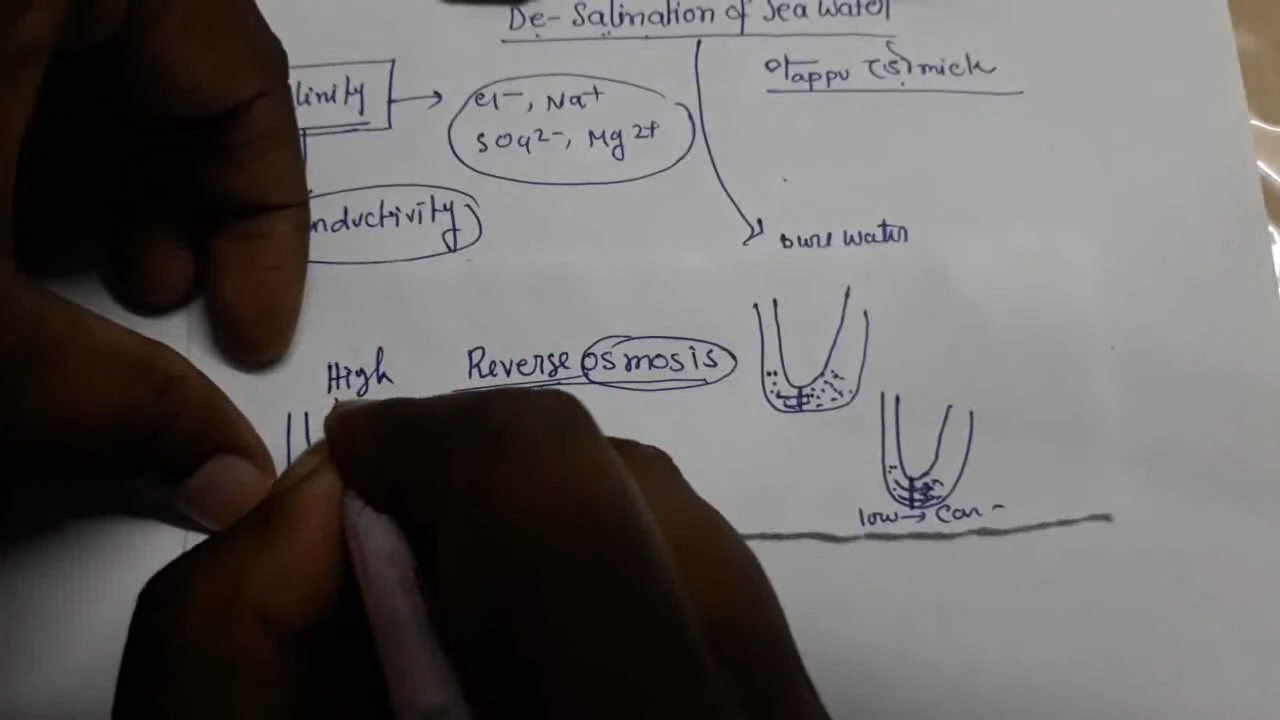 De-Salination of Sea Water
linity → Cl⁻, Na⁺
SO₄²⁻, Mg²⁺
nductivity
pure water
High
Reverse osmosis
low → Con -